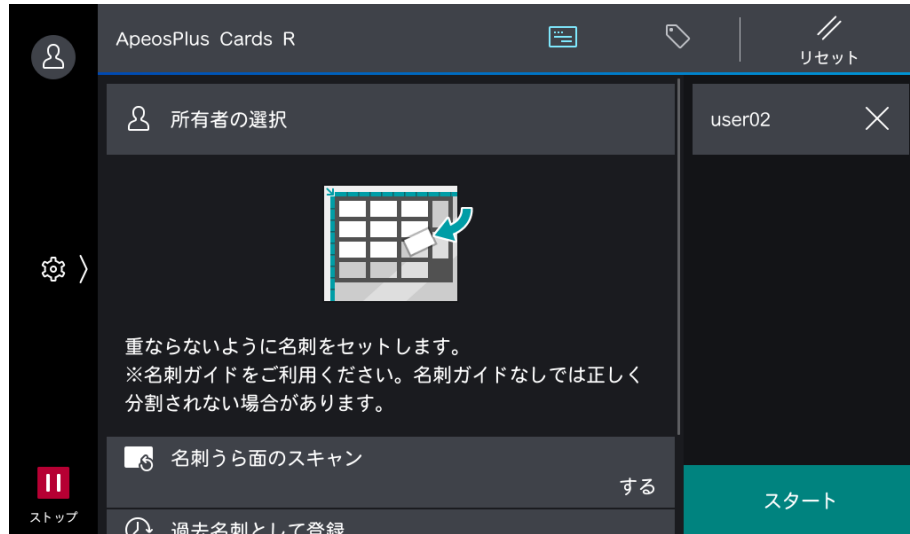 ApeosPlus Cards R
リセット
所有者の選択
user02
重ならないように名刺をセットします。
※名刺ガイドをご利用ください。名刺ガイドなしでは正しく
分割されない場合があります。
名刺うら面のスキャン
する
過去名刺として登録
ストップ
スタート